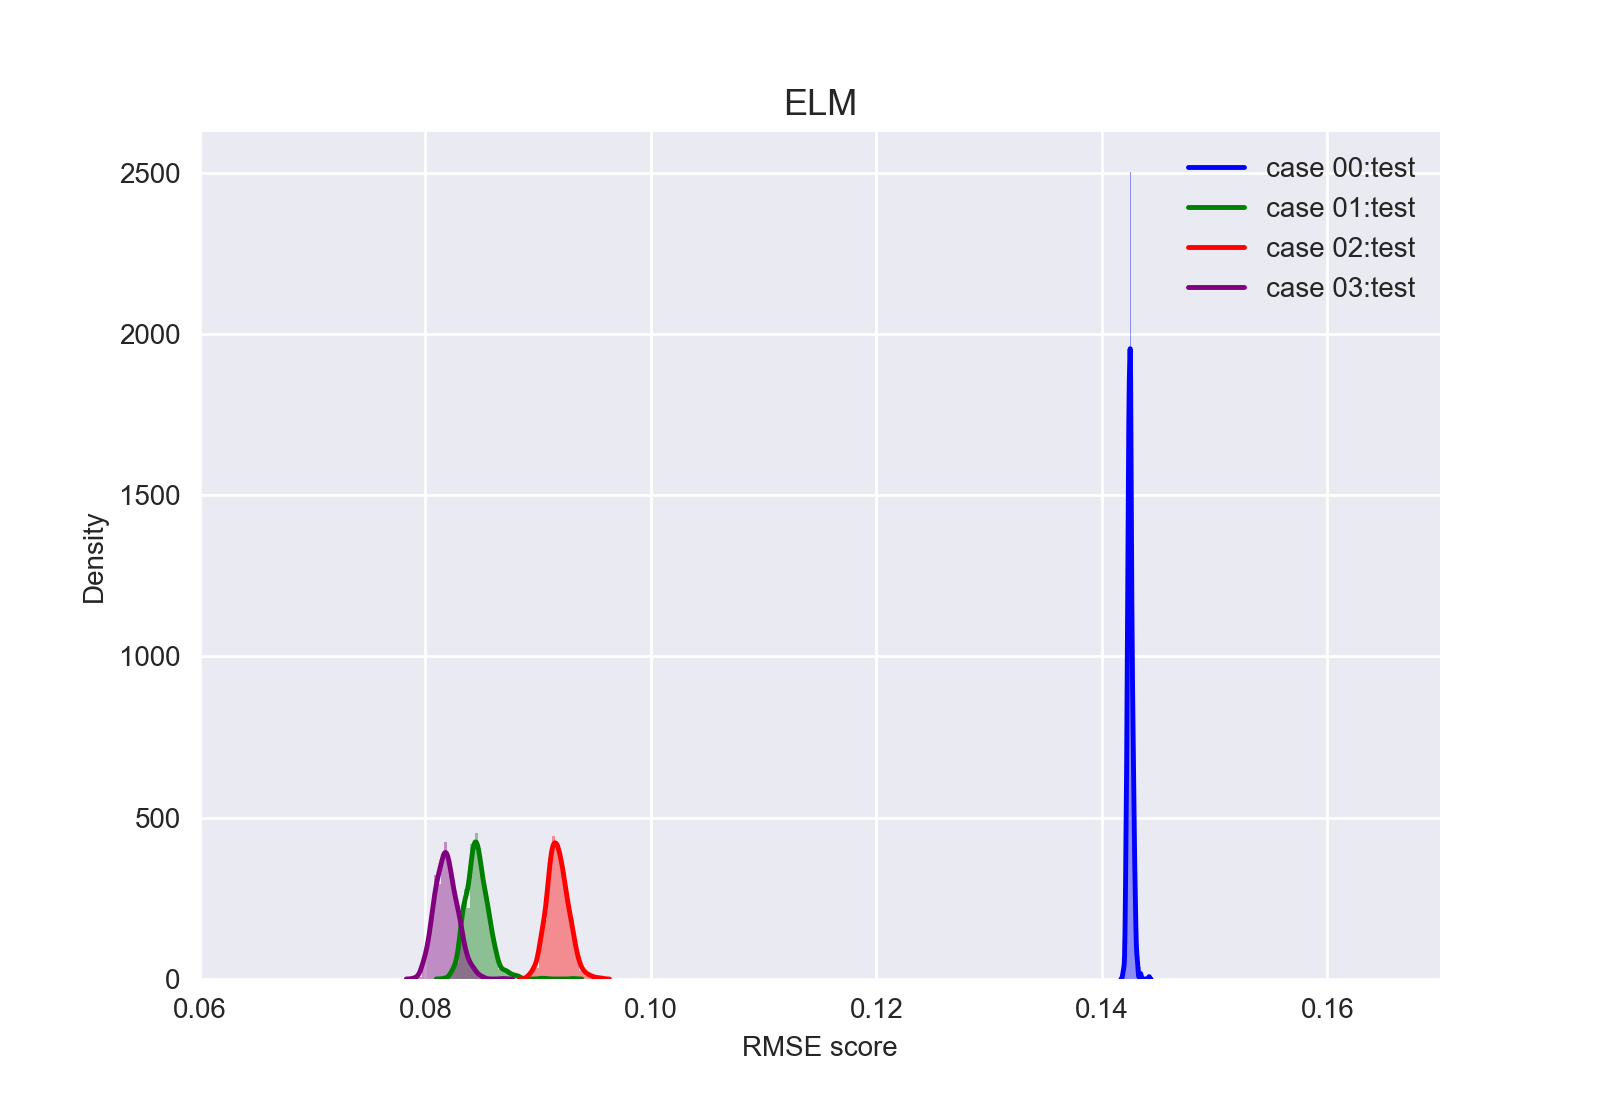 ELM
2500
2000
1500
1000
500
0
Density
case 00:test
case 01:test
case 02:test
case 03:test
0.06 0.08 0.10 0.12 0.14 0.16
RMSE score